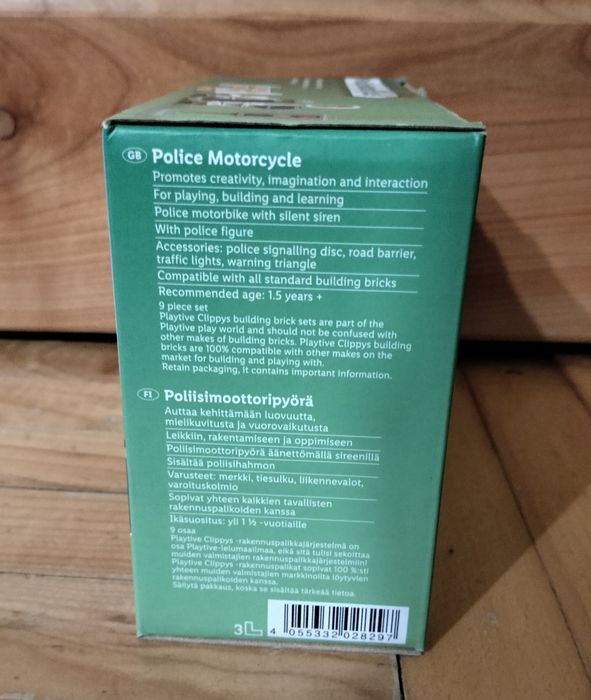 GB Police Motorcycle
Promotes creativity, imagination and interaction
For playing, building and learning
Police motorbike with silent siren
With police figure
Accessories: police signalling disc, road barrier,
traffic lights, warning triangle
Compatible with all standard building bricks
Recommended age: 1.5 years +
9 piece set
Playtive Clippys building brick sets are part of the
Playtive play world and should not be confused with
other makes of building bricks. Playtive Clippys building
bricks are 100% compatible with other makes on the
market for building and playing with.
Retain packaging, it contains important information.
FI Poliisimoottoripyörä
Auttaa kehittämään luovuutta,
mielikuvitusta ja vuorovaikutusta
Leikkiin, rakentamiseen ja oppimiseen
Poliisimoottoripyörä äänettömällä sireenillä
Sisältää poliisihahmon
Varusteet: merkki, tiesulku, liikennevalot,
varoituskolmio
Sopivat yhteen kaikkien tavallisten
rakennuspalikoiden kanssa
Ikäsuositus: yli 1 ½ -vuotiaille
9 osaa
Playtive Clippys -rakennuspalikkajärjestelmä on
osa Playtive-lelumaailmaa, eikä sitä tulisi sekoittaa
muiden valmistajien rakennuspalikkajärjestelmiin!
Playtive Clippys -rakennuspalikat sopivat 100 %:sti
yhteen muiden valmistajien markkinoilta löytyvien
rakennuspalikoiden kanssa.
Säilytä pakkaus, koska se sisältää tärkeää tietoa.
3L
4 055332 028297